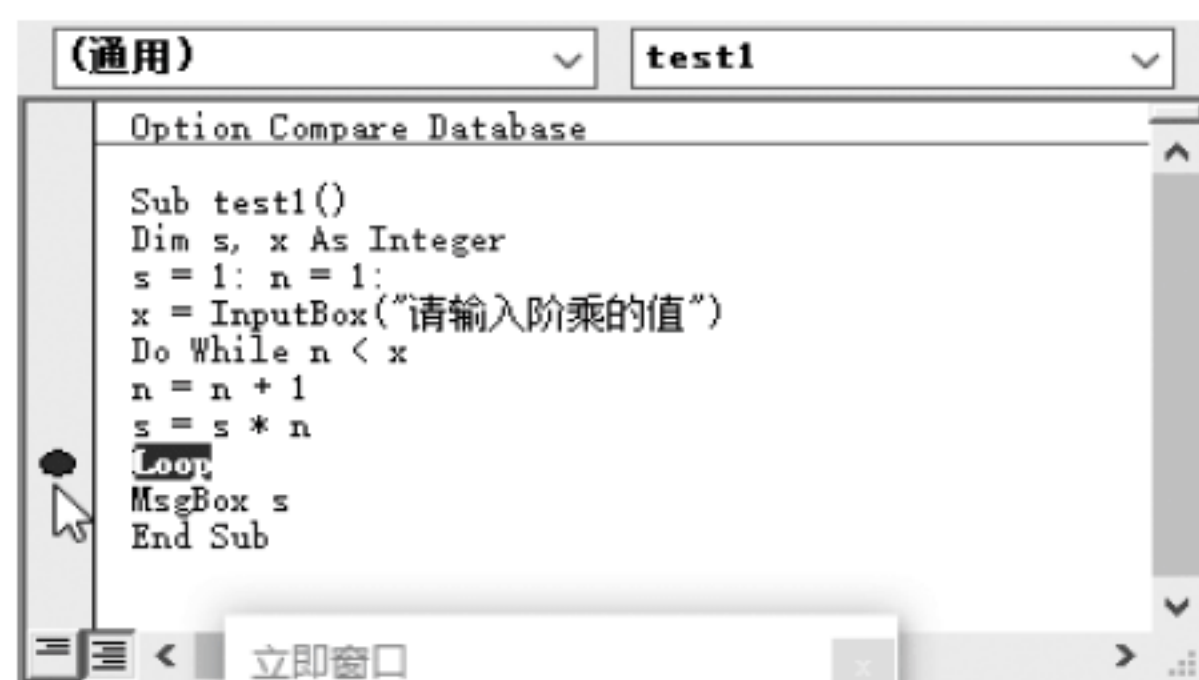 (通用)
test1
Option Compare Database
Sub test1()
Dim s, x As Integer
s = 1: n = 1:
x = InputBox("请输入阶乘的值")
Do While n < x
n = n + 1
s = s * n
Loop
MsgBox s
End Sub
立即窗口